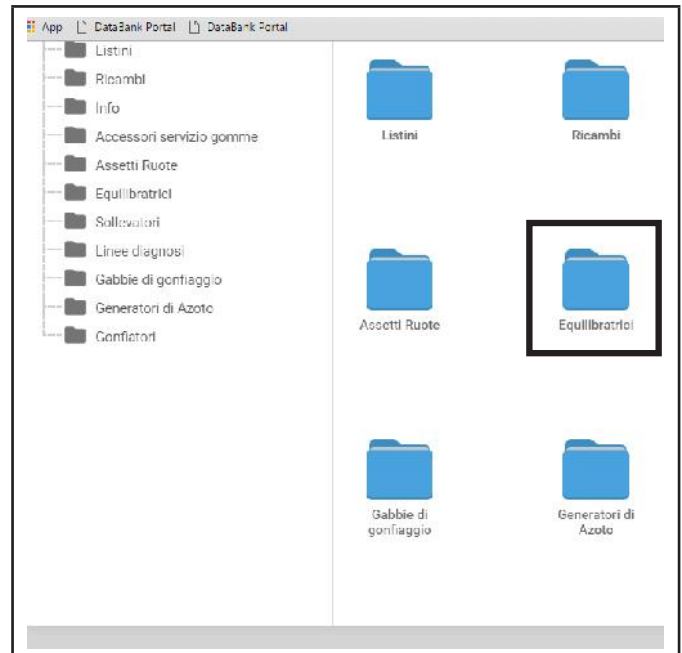 App DataBank Portal DataBank Portal
Listini
Ricambi
Info
Accessori servizio gomme
Assetti Ruote
Equilibratrici
Sollevatori
Linee diagnosi
Gabbie di gonfiaggio
Generatori di Azoto
Gonfiatori
Listini
Ricambi
Assetti Ruote
Equilibratrici
Gabbie di
gonfiaggio
Generatori di
Azoto